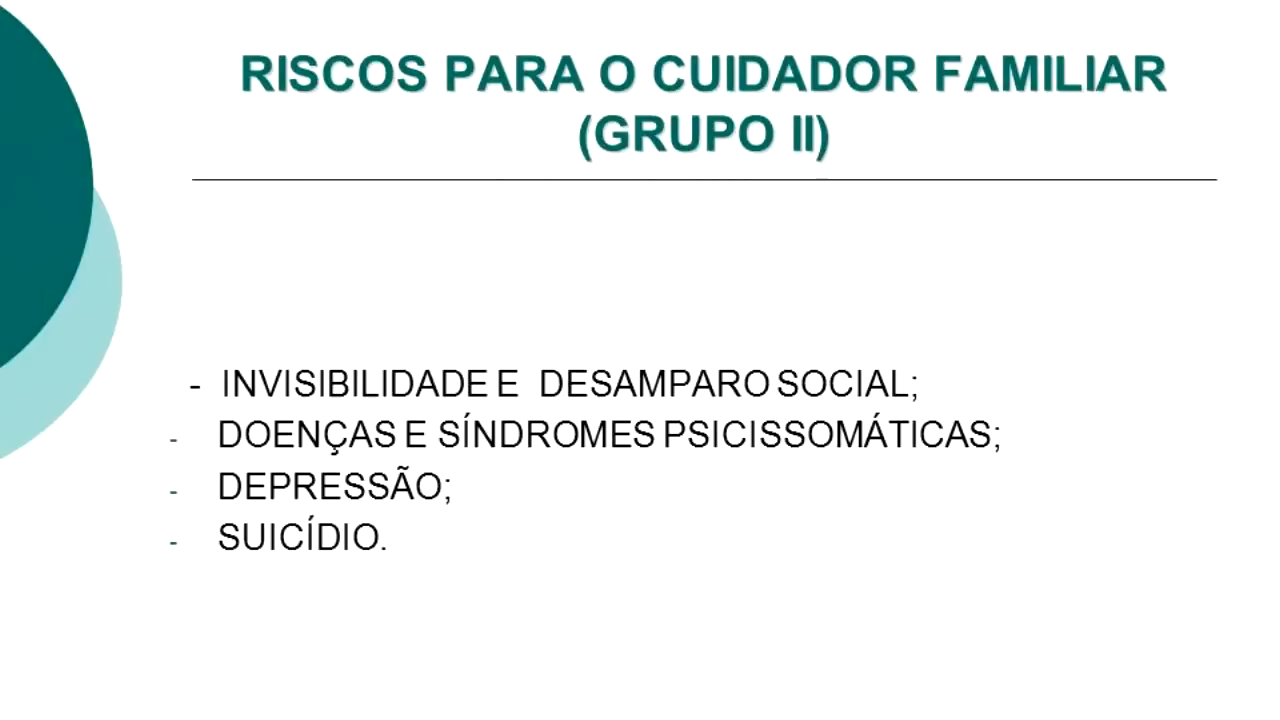 RISCOS PARA O CUIDADOR FAMILIAR
(GRUPO II)
- INVISIBILIDADE E DESAMPARO SOCIAL;
- DOENÇAS E SÍNDROMES PSICISSOMÁTICAS;
- DEPRESSÃO;
- SUICÍDIO.